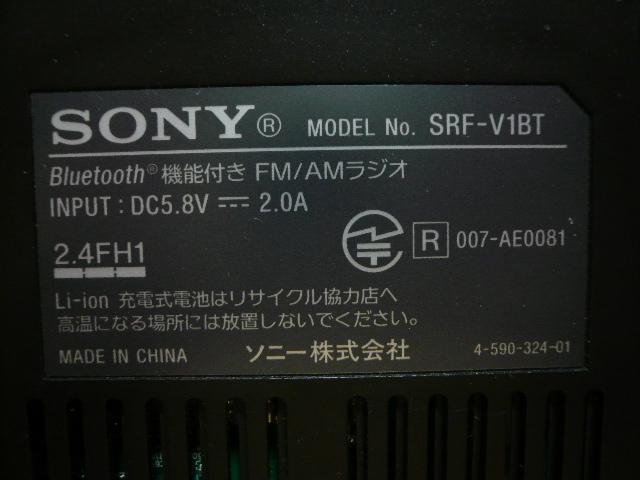 SONY® MODEL No. SRF-V1BT
Bluetooth® 機能付き FM/AMラジオ
INPUT : DC5.8V ⎓ 2.0A
R 007-AE0081
2.4FH1
Li-ion 充電式電池はリサイクル協力店へ
高温になる場所には放置しないでください。
MADE IN CHINA ソニー株式会社 4-590-324-01